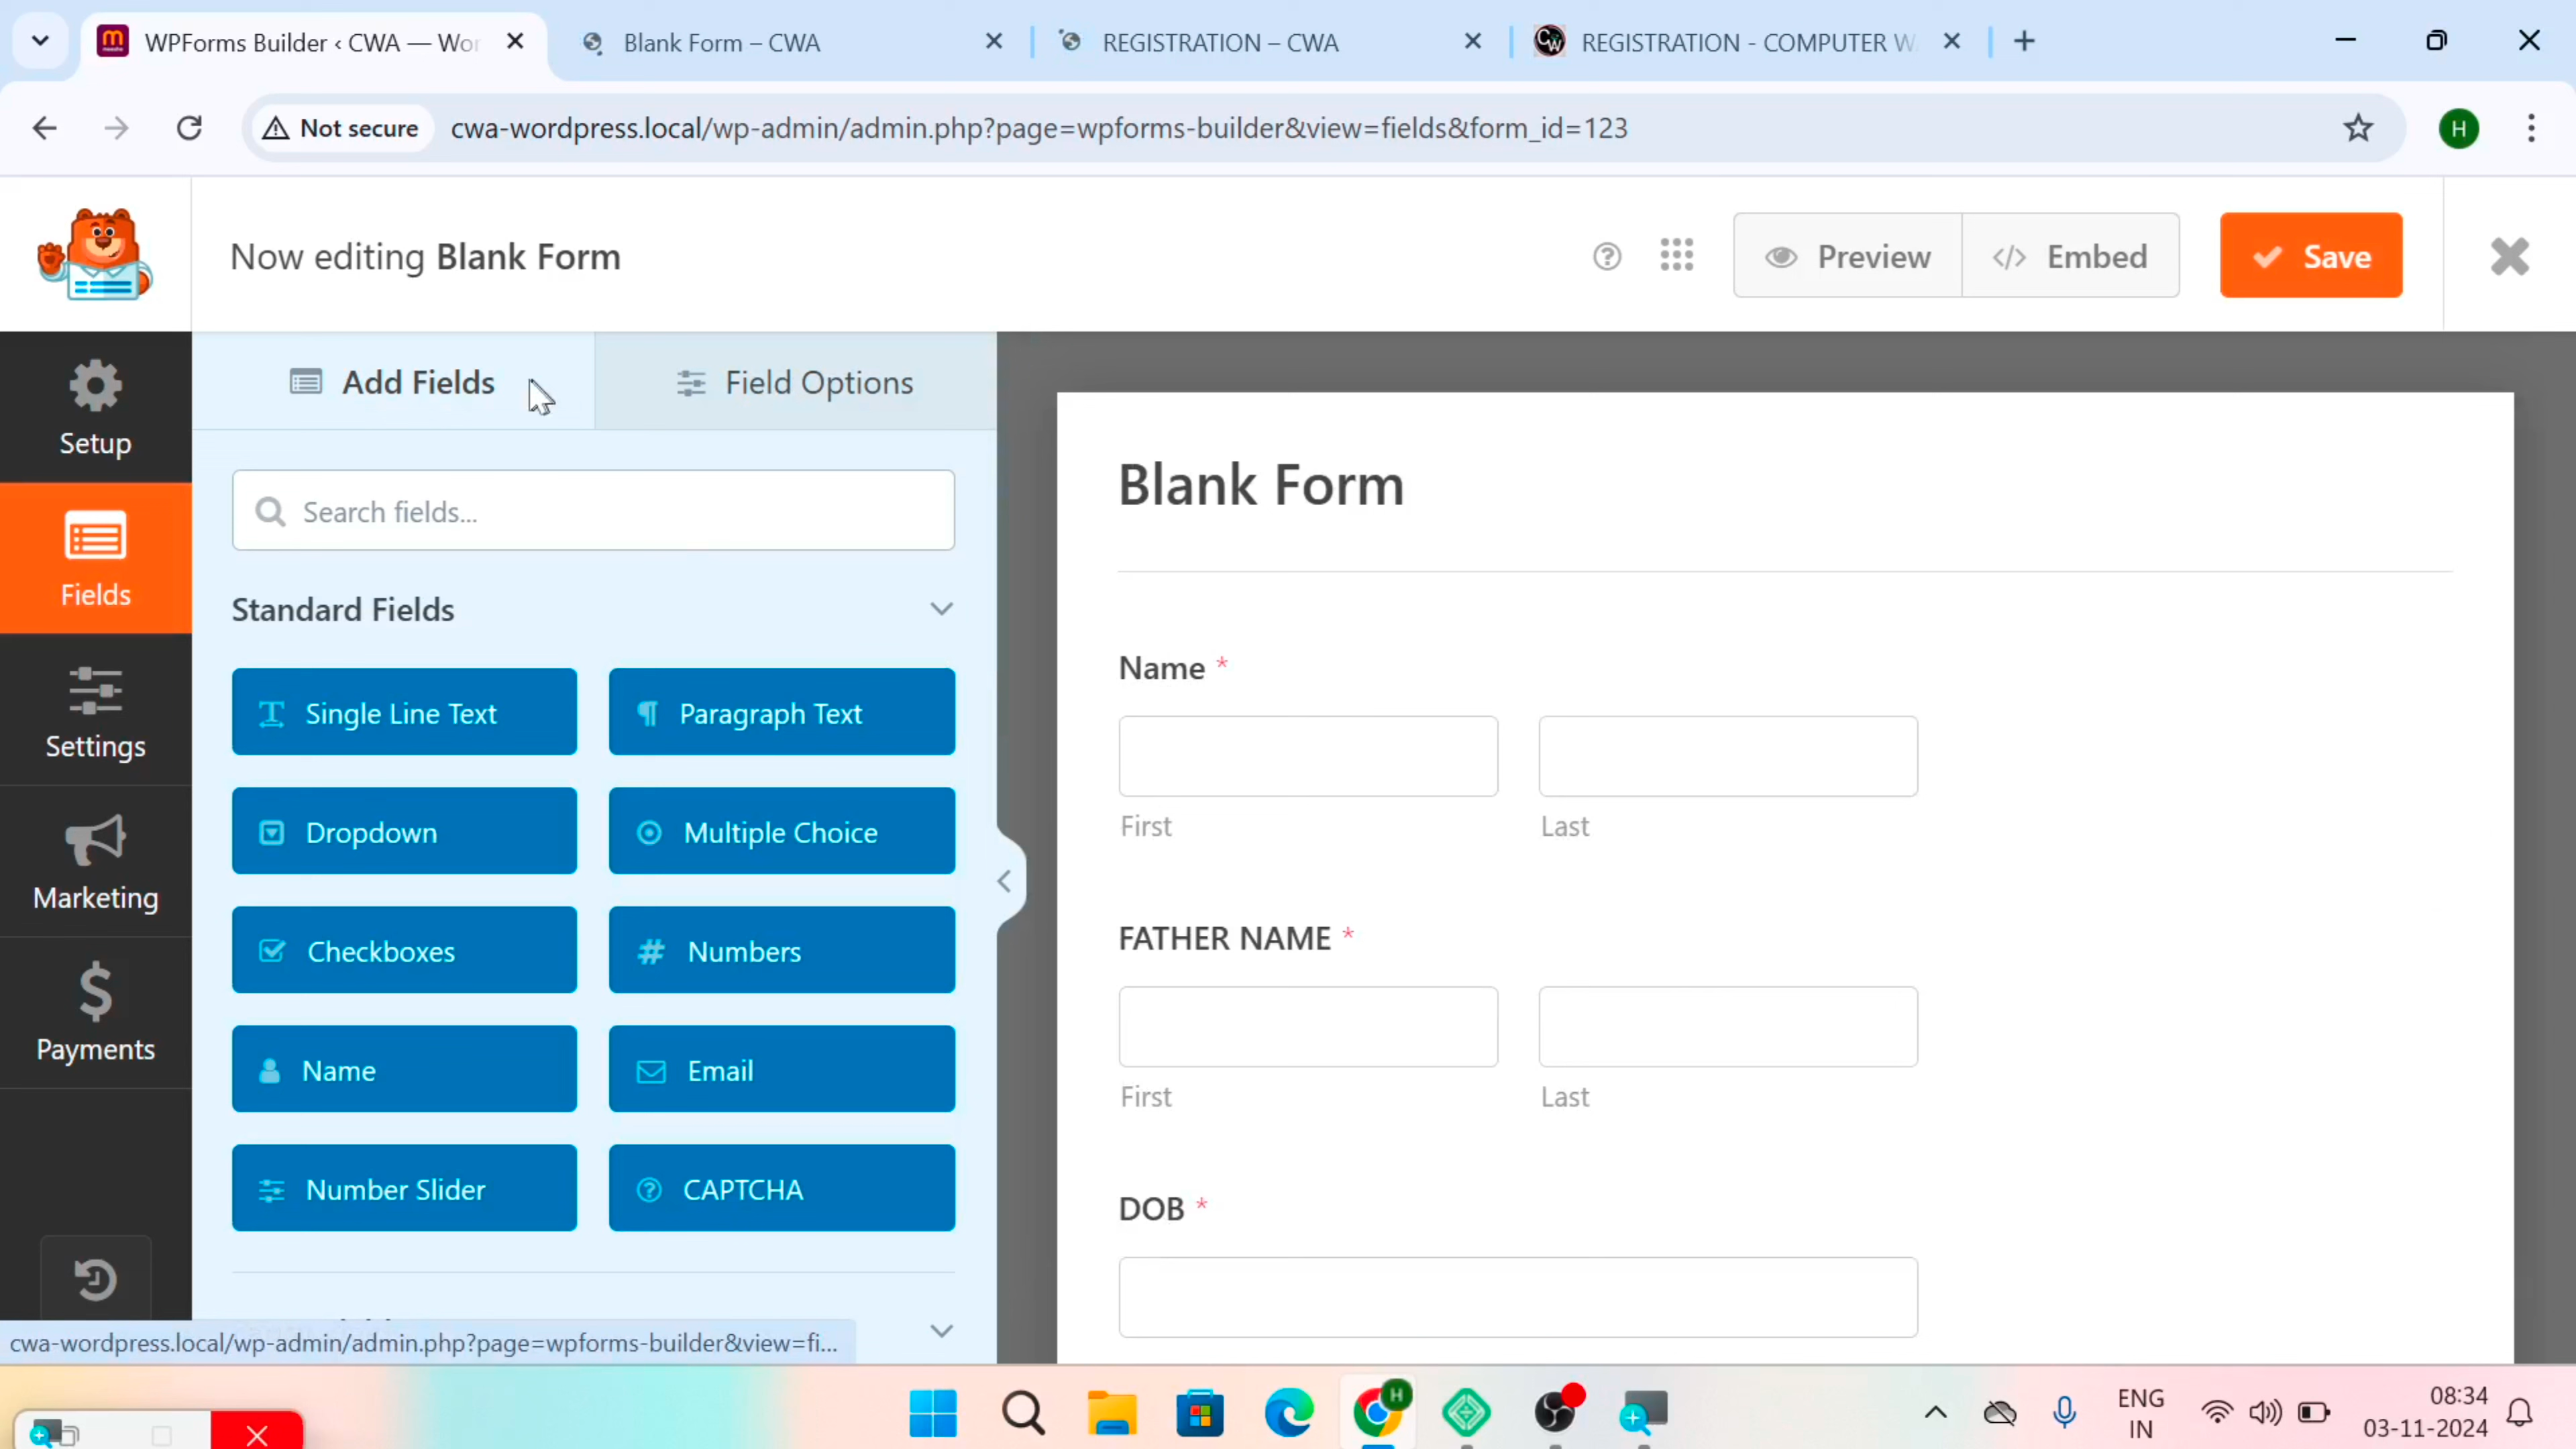 WPForms Builder ‹ CWA — Wor
Blank Form – CWA
REGISTRATION – CWA
REGISTRATION - COMPUTER W
Not secure
cwa-wordpress.local/wp-admin/admin.php?page=wpforms-builder&view=fields&form_id=123
H
Now editing Blank Form
Preview
Embed
Save
Setup
Fields
Settings
Marketing
Payments
Add Fields
Field Options
Search fields...
Standard Fields
Single Line Text
Paragraph Text
Dropdown
Multiple Choice
Checkboxes
Numbers
Name
Email
Number Slider
CAPTCHA
Blank Form
Name *
First
Last
FATHER NAME *
First
Last
DOB *
cwa-wordpress.local/wp-admin/admin.php?page=wpforms-builder&view=fi...
H
ENG
IN
08:34
03-11-2024